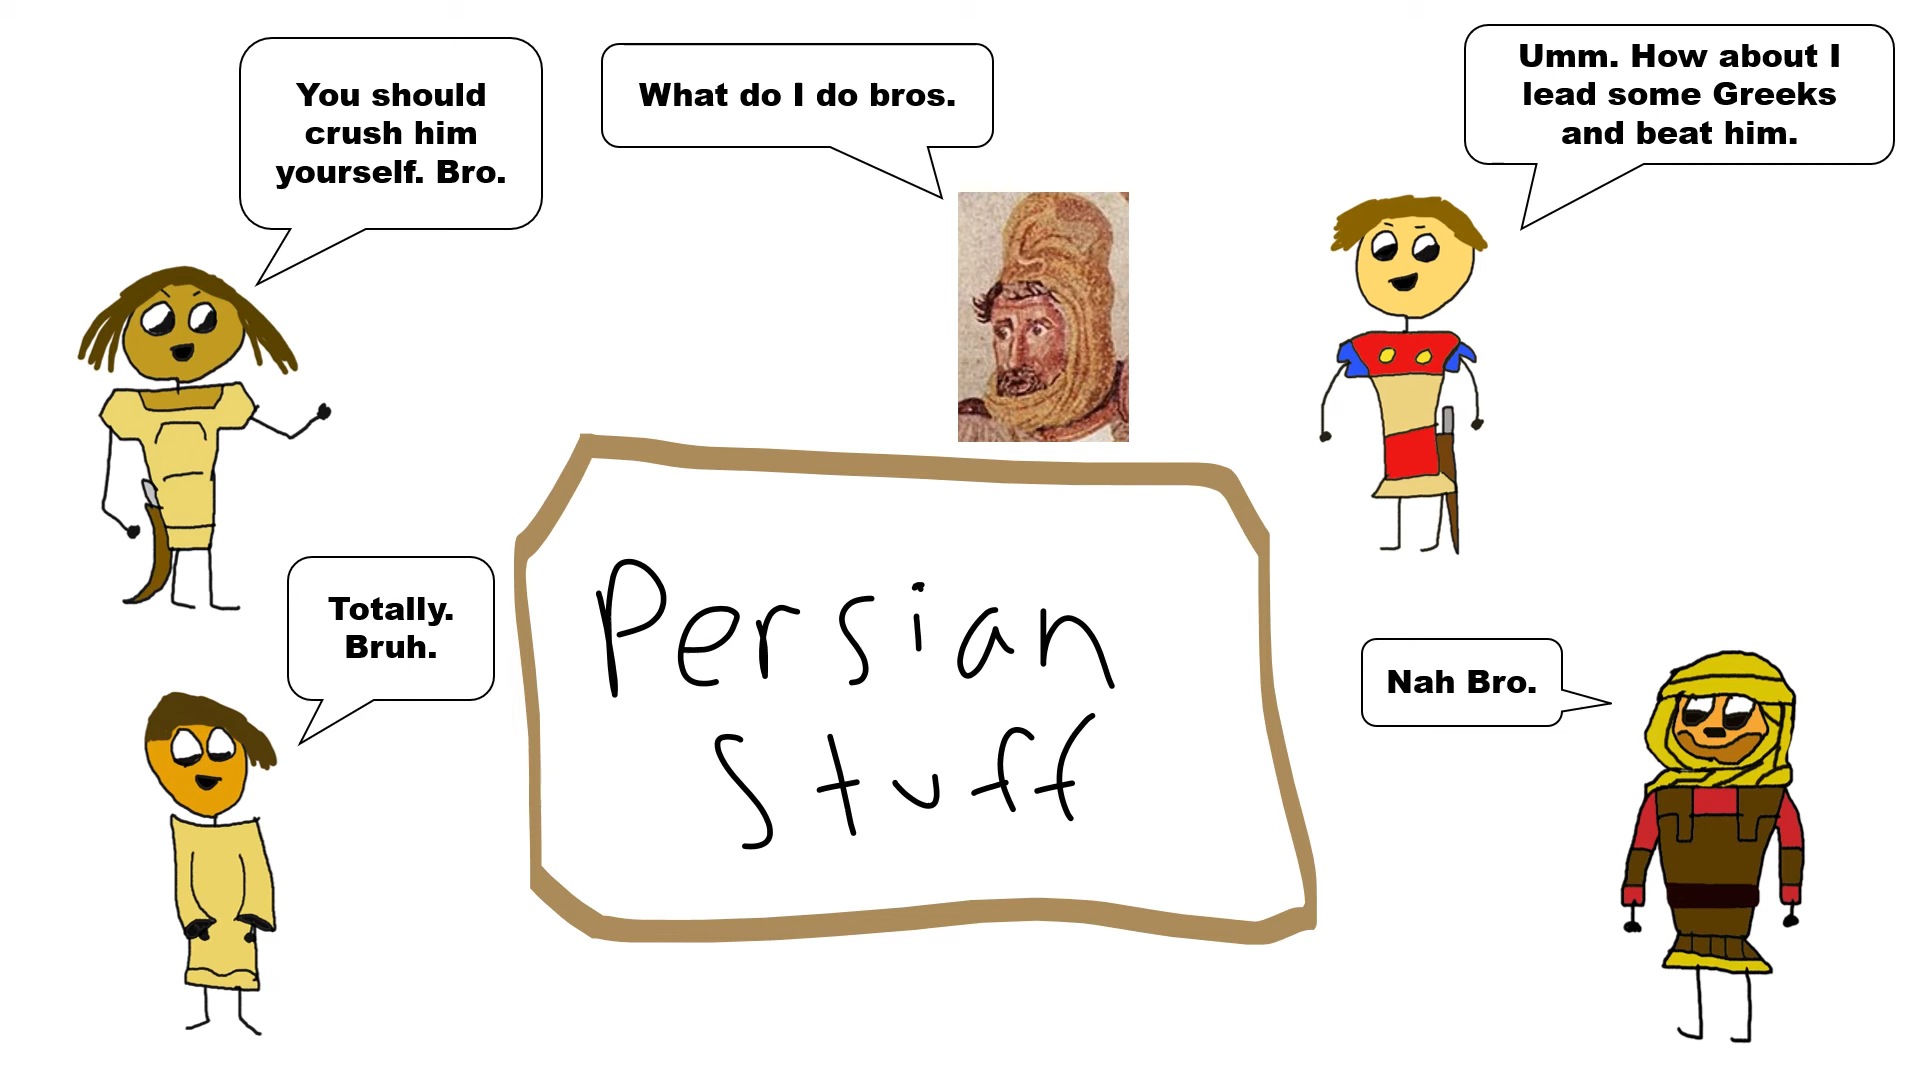 You should
crush him
yourself. Bro.
What do I do bros.
Umm. How about I
lead some Greeks
and beat him.
Totally.
Bruh.
Persian
Stuff
Nah Bro.